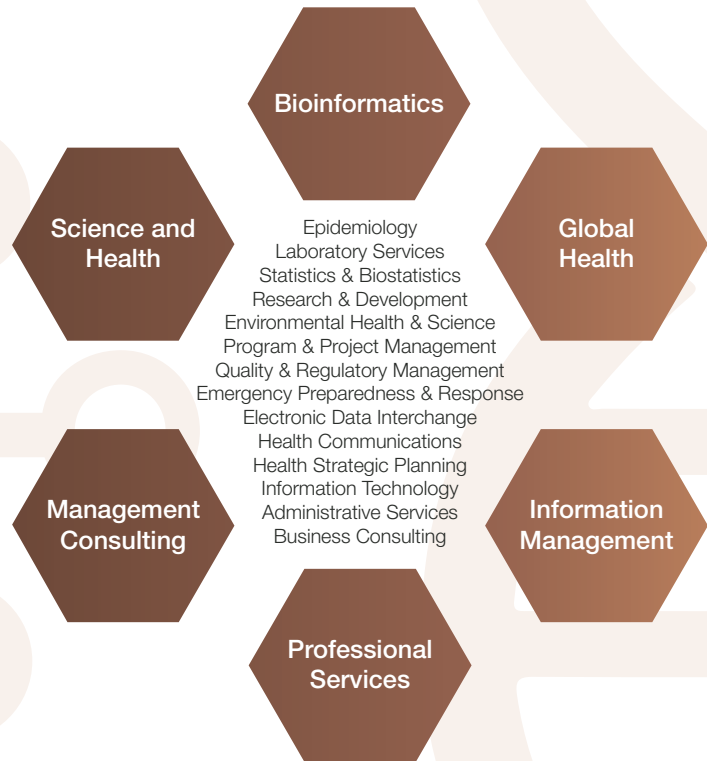 Bioinformatics
Science and
Health
Global
Health
Epidemiology
Laboratory Services
Statistics & Biostatistics
Research & Development
Environmental Health & Science
Program & Project Management
Quality & Regulatory Management
Emergency Preparedness & Response
Electronic Data Interchange
Health Communications
Health Strategic Planning
Information Technology
Administrative Services
Business Consulting
Management
Consulting
Information
Management
Professional
Services